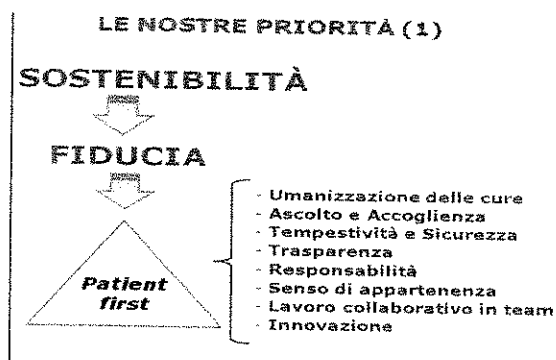 LE NOSTRE PRIORITÀ (1)
SOSTENIBILITÀ
FIDUCIA
Patient
first
- Umanizzazione delle cure
- Ascolto e Accoglienza
- Tempestività e Sicurezza
- Trasparenza
- Responsabilità
- Senso di appartenenza
- Lavoro collaborativo in team
- Innovazione